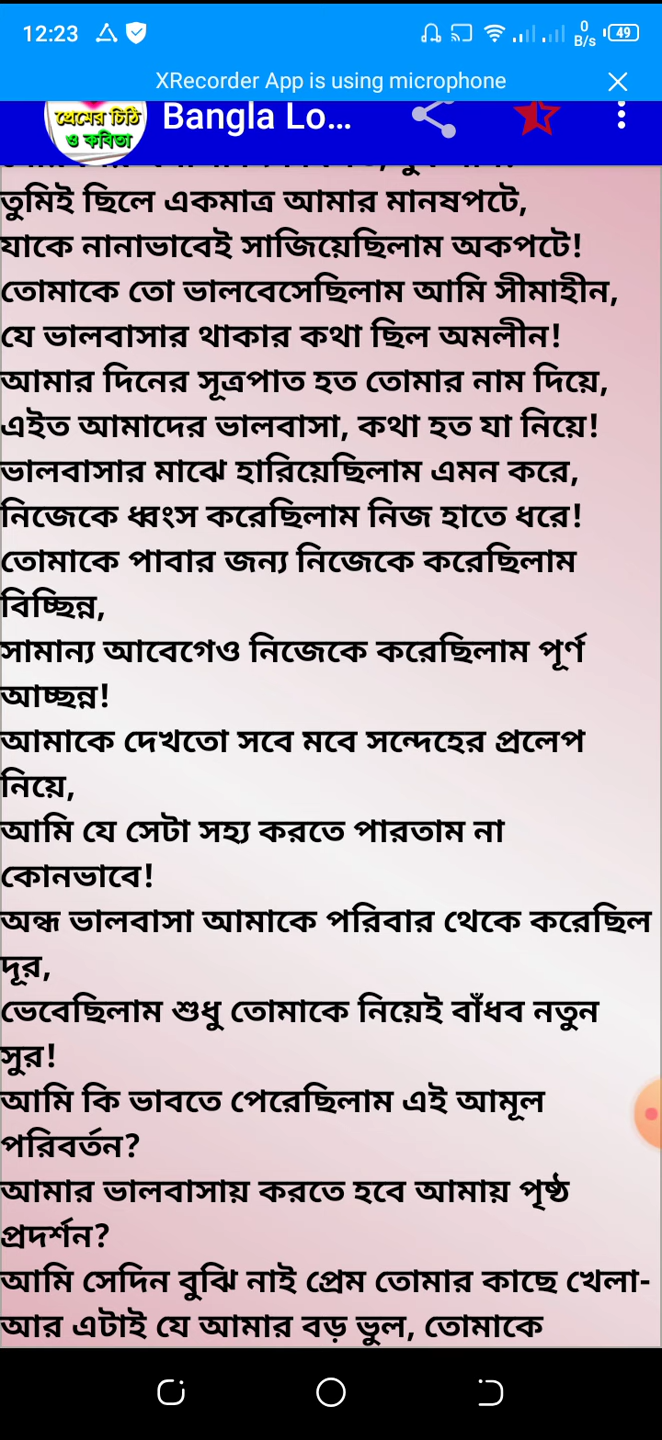 12:23
0
B/s
49
XRecorder App is using microphone
প্রেমের চিঠি
ও কবিতা
Bangla Lo...
তুমিই ছিলে একমাত্র আমার মানষপটে,
যাকে নানাভাবেই সাজিয়েছিলাম অকপটে!
তোমাকে তো ভালবেসেছিলাম আমি সীমাহীন,
যে ভালবাসার থাকার কথা ছিল অমলীন!
আমার দিনের সূত্রপাত হত তোমার নাম দিয়ে,
এইত আমাদের ভালবাসা, কথা হত যা নিয়ে!
ভালবাসার মাঝে হারিয়েছিলাম এমন করে,
নিজেকে ধ্বংস করেছিলাম নিজ হাতে ধরে!
তোমাকে পাবার জন্য নিজেকে করেছিলাম
বিচ্ছিন্ন,
সামান্য আবেগেও নিজেকে করেছিলাম পূর্ণ
আচ্ছন্ন!
আমাকে দেখতো সবে মবে সন্দেহের প্রলেপ
নিয়ে,
আমি যে সেটা সহ্য করতে পারতাম না
কোনভাবে!
অন্ধ ভালবাসা আমাকে পরিবার থেকে করেছিল
দূর,
ভেবেছিলাম শুধু তোমাকে নিয়েই বাঁধব নতুন
সুর!
আমি কি ভাবতে পেরেছিলাম এই আমূল
পরিবর্তন?
আমার ভালবাসায় করতে হবে আমায় পৃষ্ঠ
প্রদর্শন?
আমি সেদিন বুঝি নাই প্রেম তোমার কাছে খেলা-
আর এটাই যে আমার বড় ভুল, তোমাকে